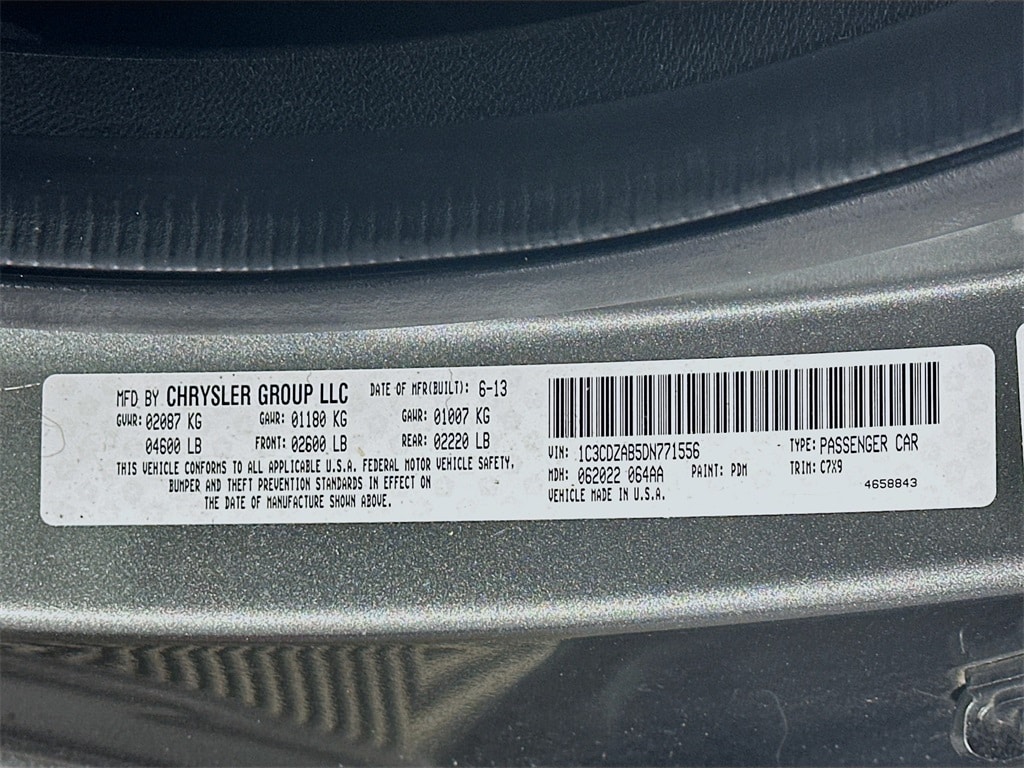 MFD BY CHRYSLER GROUP LLC DATE OF MFR(BUILT): 6-13
GVWR: 02087 KG GAWR: 01180 KG GAWR: 01007 KG
04600 LB FRONT: 02600 LB REAR: 02220 LB
THIS VEHICLE CONFORMS TO ALL APPLICABLE U.S.A. FEDERAL MOTOR VEHICLE SAFETY,
BUMPER AND THEFT PREVENTION STANDARDS IN EFFECT ON
THE DATE OF MANUFACTURE SHOWN ABOVE.
VIN: 1C3CDZAB5DN771556 TYPE: PASSENGER CAR
MDH: 062022 064AA PAINT: PDM TRIM: C7X9
VEHICLE MADE IN U.S.A. 4658843